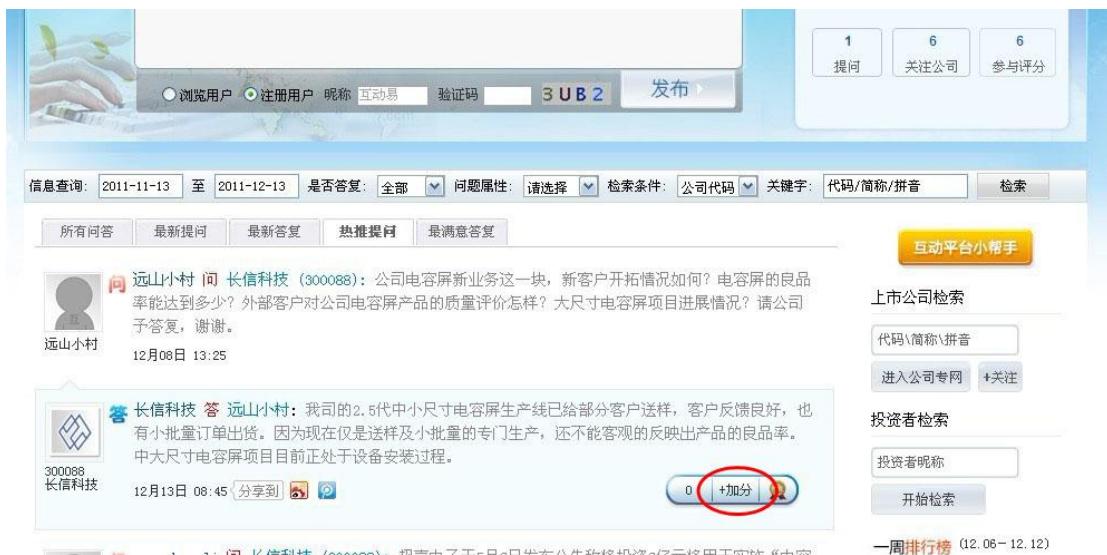 1 6 6
提问 关注公司 参与评分
浏览用户 注册用户 昵称 互动易 验证码 3UB2 发布
信息查询: 2011-11-13 至 2011-12-13 是否答复: 全部 问题属性: 请选择 检索条件: 公司代码 关键字: 代码/简称/拼音 检索
所有问答 最新提问 最新答复 热推提问 最满意答复
互动平台小帮手
问 远山小村 问 长信科技 (300088): 公司电容屏新业务这一块，新客户开拓情况如何？电容屏的良品
率能达到多少？外部客户对公司电容屏产品的质量评价怎样？大尺寸电容屏项目进展情况？请公司
予答复，谢谢。
远山小村
12月08日 13:25
上市公司检索
代码\简称\拼音
进入公司专网 +关注
答 长信科技 答 远山小村: 我司的2.5代中小尺寸电容屏生产线已给部分客户送样，客户反馈良好，也
有小批量订单出货。因为现在仅是送样及小批量的专门生产，还不能客观的反映出产品的良品率。
中大尺寸电容屏项目目前正处于设备安装过程。
300088
长信科技
12月13日 08:45 分享到 0 +加分
投资者检索
投资者昵称
开始检索
一周排行榜 (12.06-12.12)